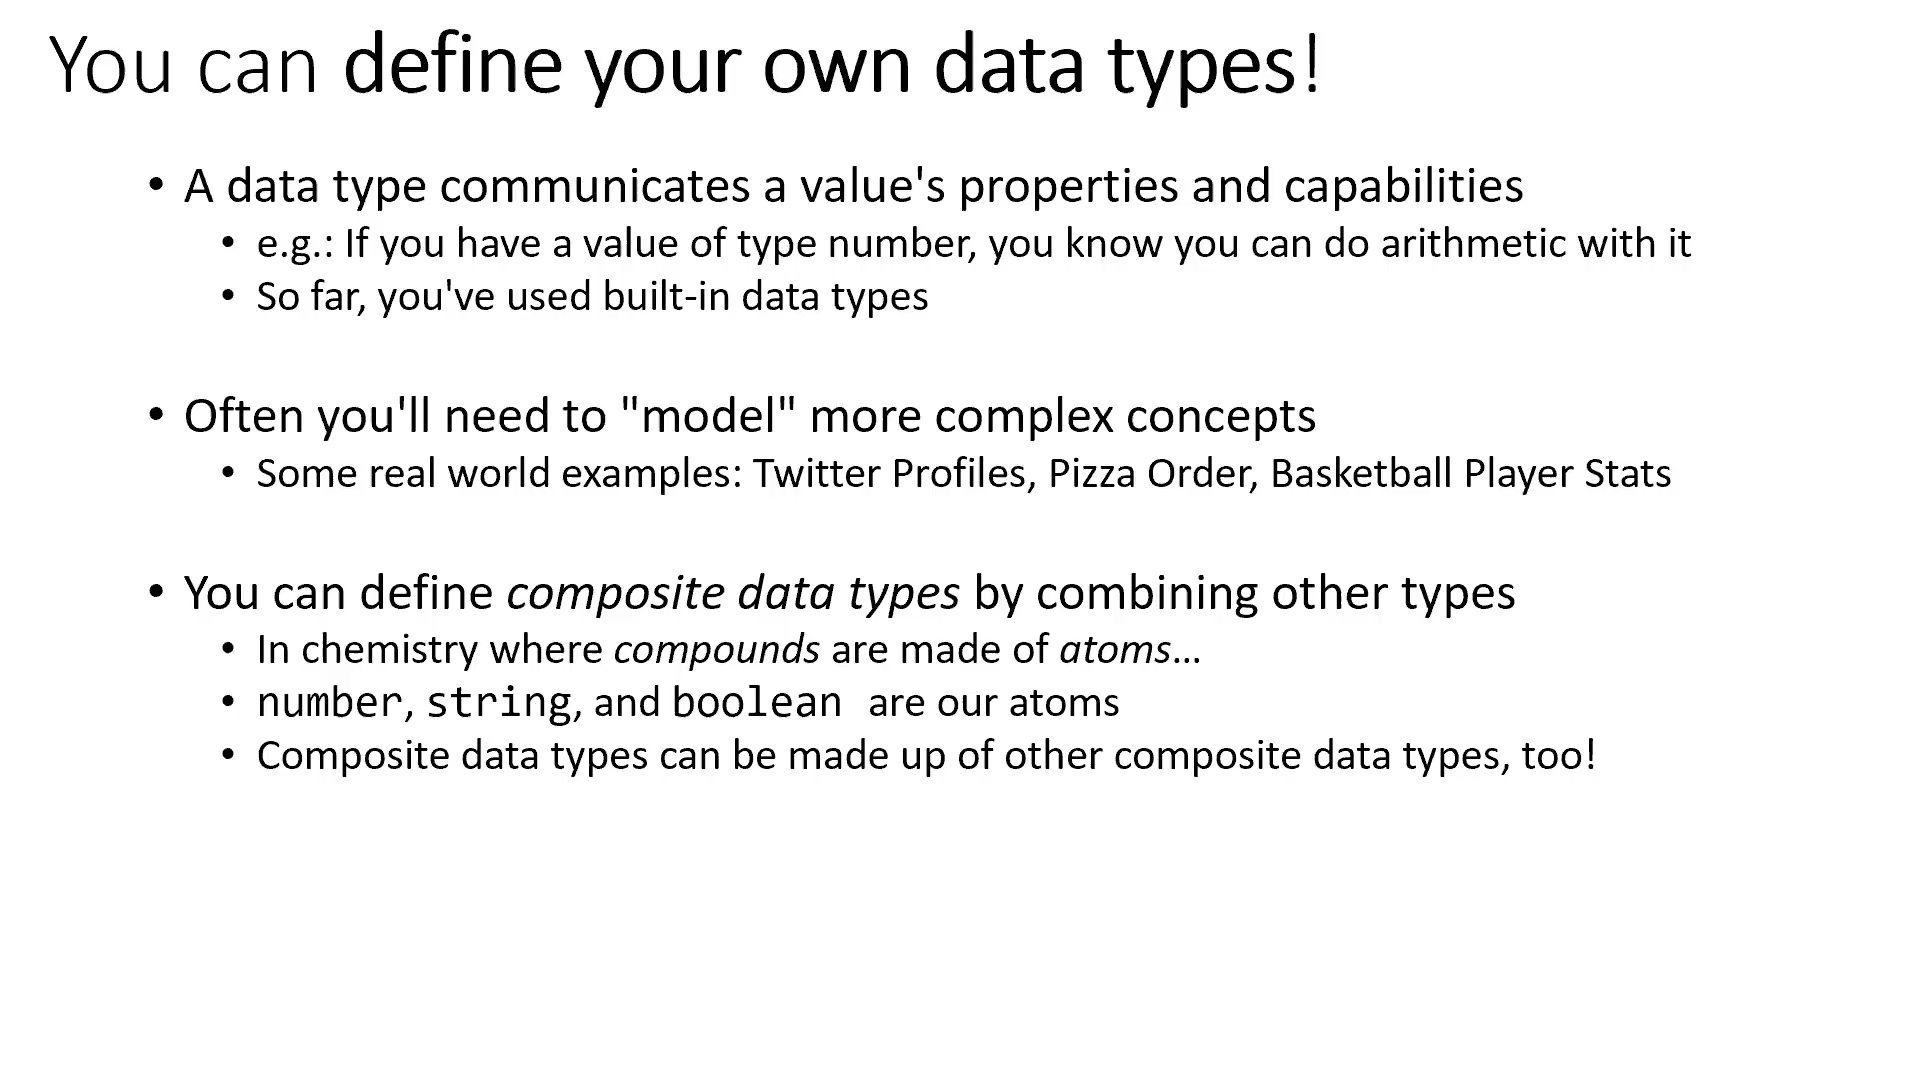 You can define your own data types!
• A data type communicates a value's properties and capabilities
• e.g.: If you have a value of type number, you know you can do arithmetic with it
• So far, you've used built-in data types
• Often you'll need to "model" more complex concepts
• Some real world examples: Twitter Profiles, Pizza Order, Basketball Player Stats
• You can define composite data types by combining other types
• In chemistry where compounds are made of atoms...
• number, string, and boolean are our atoms
• Composite data types can be made up of other composite data types, too!